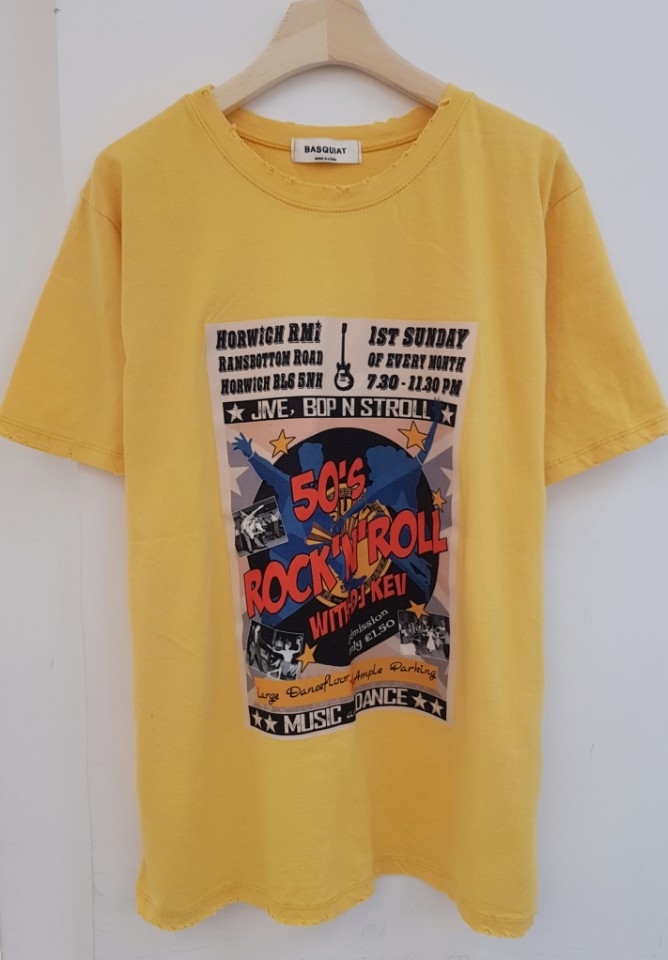 BASQUIAT
HORWICH RMI
RAMSBOTTOM ROAD
HORWICH BL6 5NH
1ST SUNDAY
OF EVERY MONTH
7.30 - 11.30 PM
JIVE, BOP N STROLL
50'S
ROCK'N'ROLL
WITH D-J-KEV
Admission
only £1.50
Large Dancefloor Ample Parking
MUSIC DANCE